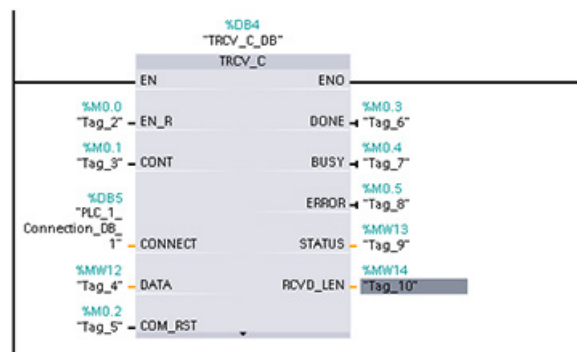 %DB4
"TRCV_C_DB"
TRCV_C
EN ENO
%M0.0 %M0.3
"Tag_2" EN_R DONE "Tag_6"
%M0.1 %M0.4
"Tag_3" CONT BUSY "Tag_7"
%DB5 %M0.5
"PLC_1_ ERROR "Tag_8"
Connection_DB_ %MW13
1" CONNECT STATUS "Tag_9"
%MW12 %MW14
"Tag_4" DATA RCVD_LEN "Tag_10"
%M0.2
"Tag_5" COM_RST